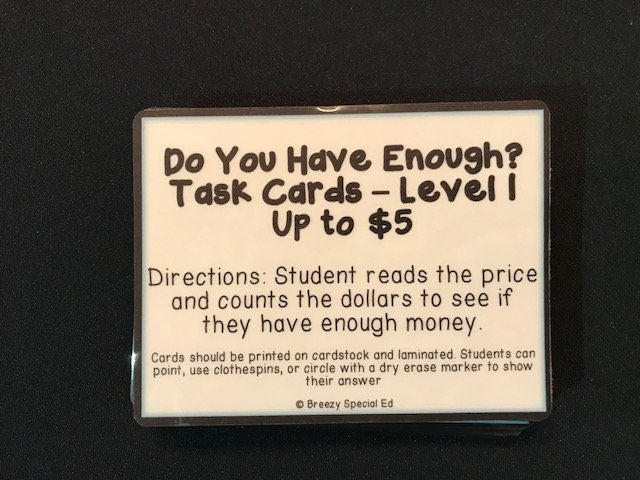 Do You Have Enough?
Task Cards – Level 1
Up to $5
Directions: Student reads the price
and counts the dollars to see if
they have enough money.
Cards should be printed on cardstock and laminated. Students can
point, use clothespins, or circle with a dry erase marker to show
their answer
© Breezy Special Ed